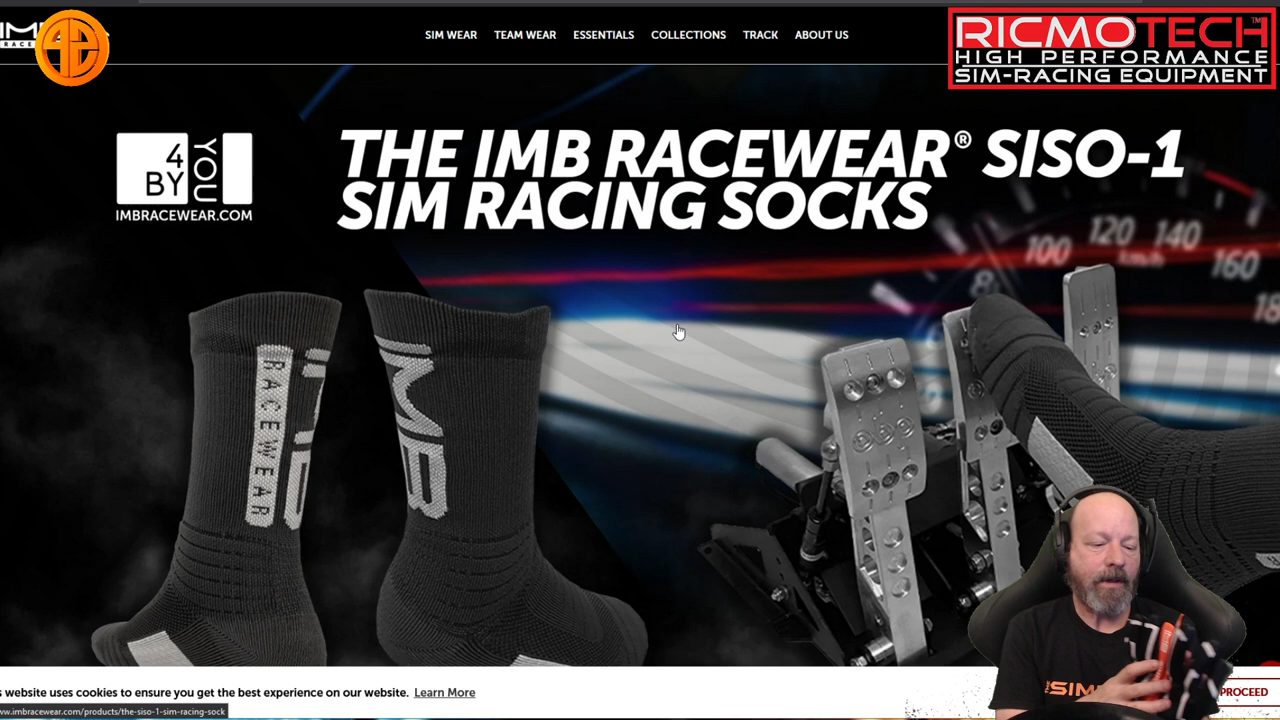 SIM WEAR TEAM WEAR ESSENTIALS COLLECTIONS TRACK ABOUT US
RICMOTECH™
HIGH PERFORMANCE
SIM-RACING EQUIPMENT
4
BY
YOU
IMBRACEWEAR.COM
THE IMB RACEWEAR® SISO-1
SIM RACING SOCKS
100 120 140 160
km/h
RACEWEAR
IMB
website uses cookies to ensure you get the best experience on our website. Learn More
PROCEED
imbracewear.com/products/the-siso-1-sim-racing-sock